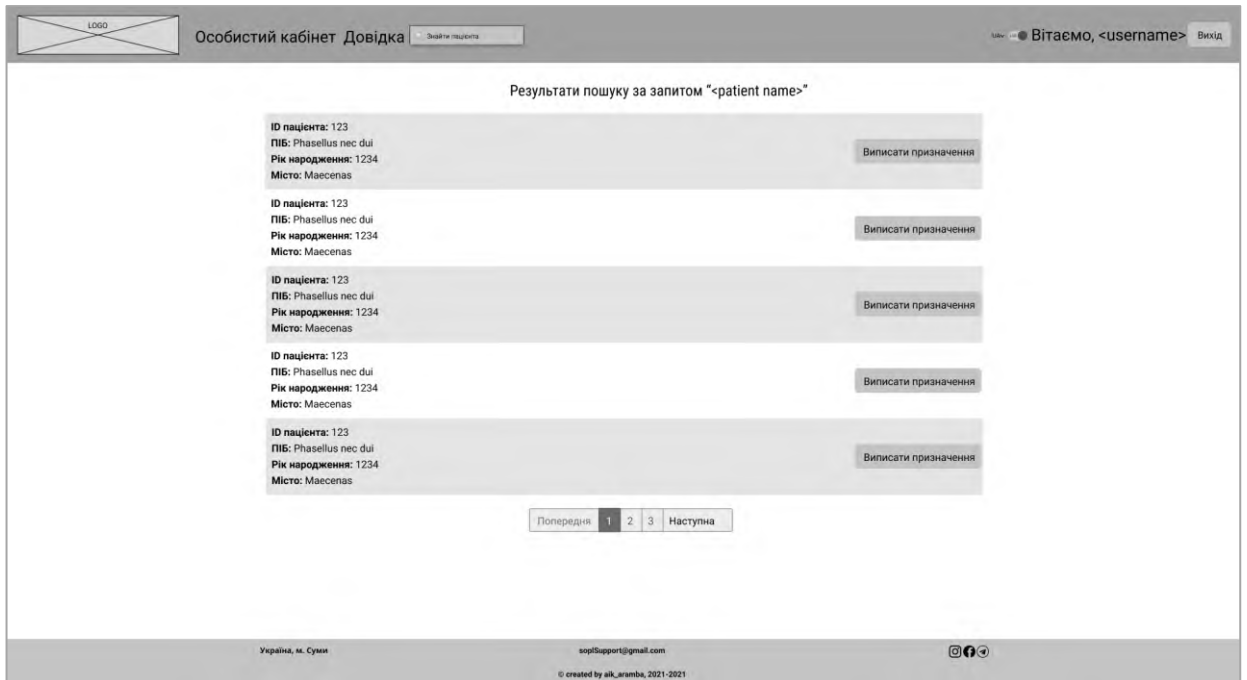 LOGO
Особистий кабінет Довідка Знайти пацієнта
Вітаємо, <username> Вихід
Результати пошуку за запитом “<patient name>”
ID пацієнта: 123
ПІБ: Phasellus nec dui
Рік народження: 1234
Місто: Maecenas
Виписати призначення
ID пацієнта: 123
ПІБ: Phasellus nec dui
Рік народження: 1234
Місто: Maecenas
Виписати призначення
ID пацієнта: 123
ПІБ: Phasellus nec dui
Рік народження: 1234
Місто: Maecenas
Виписати призначення
ID пацієнта: 123
ПІБ: Phasellus nec dui
Рік народження: 1234
Місто: Maecenas
Виписати призначення
ID пацієнта: 123
ПІБ: Phasellus nec dui
Рік народження: 1234
Місто: Maecenas
Виписати призначення
Попередня 1 2 3 Наступна
Україна, м. Суми soplSupport@gmail.com
© created by aik_aramba, 2021-2021